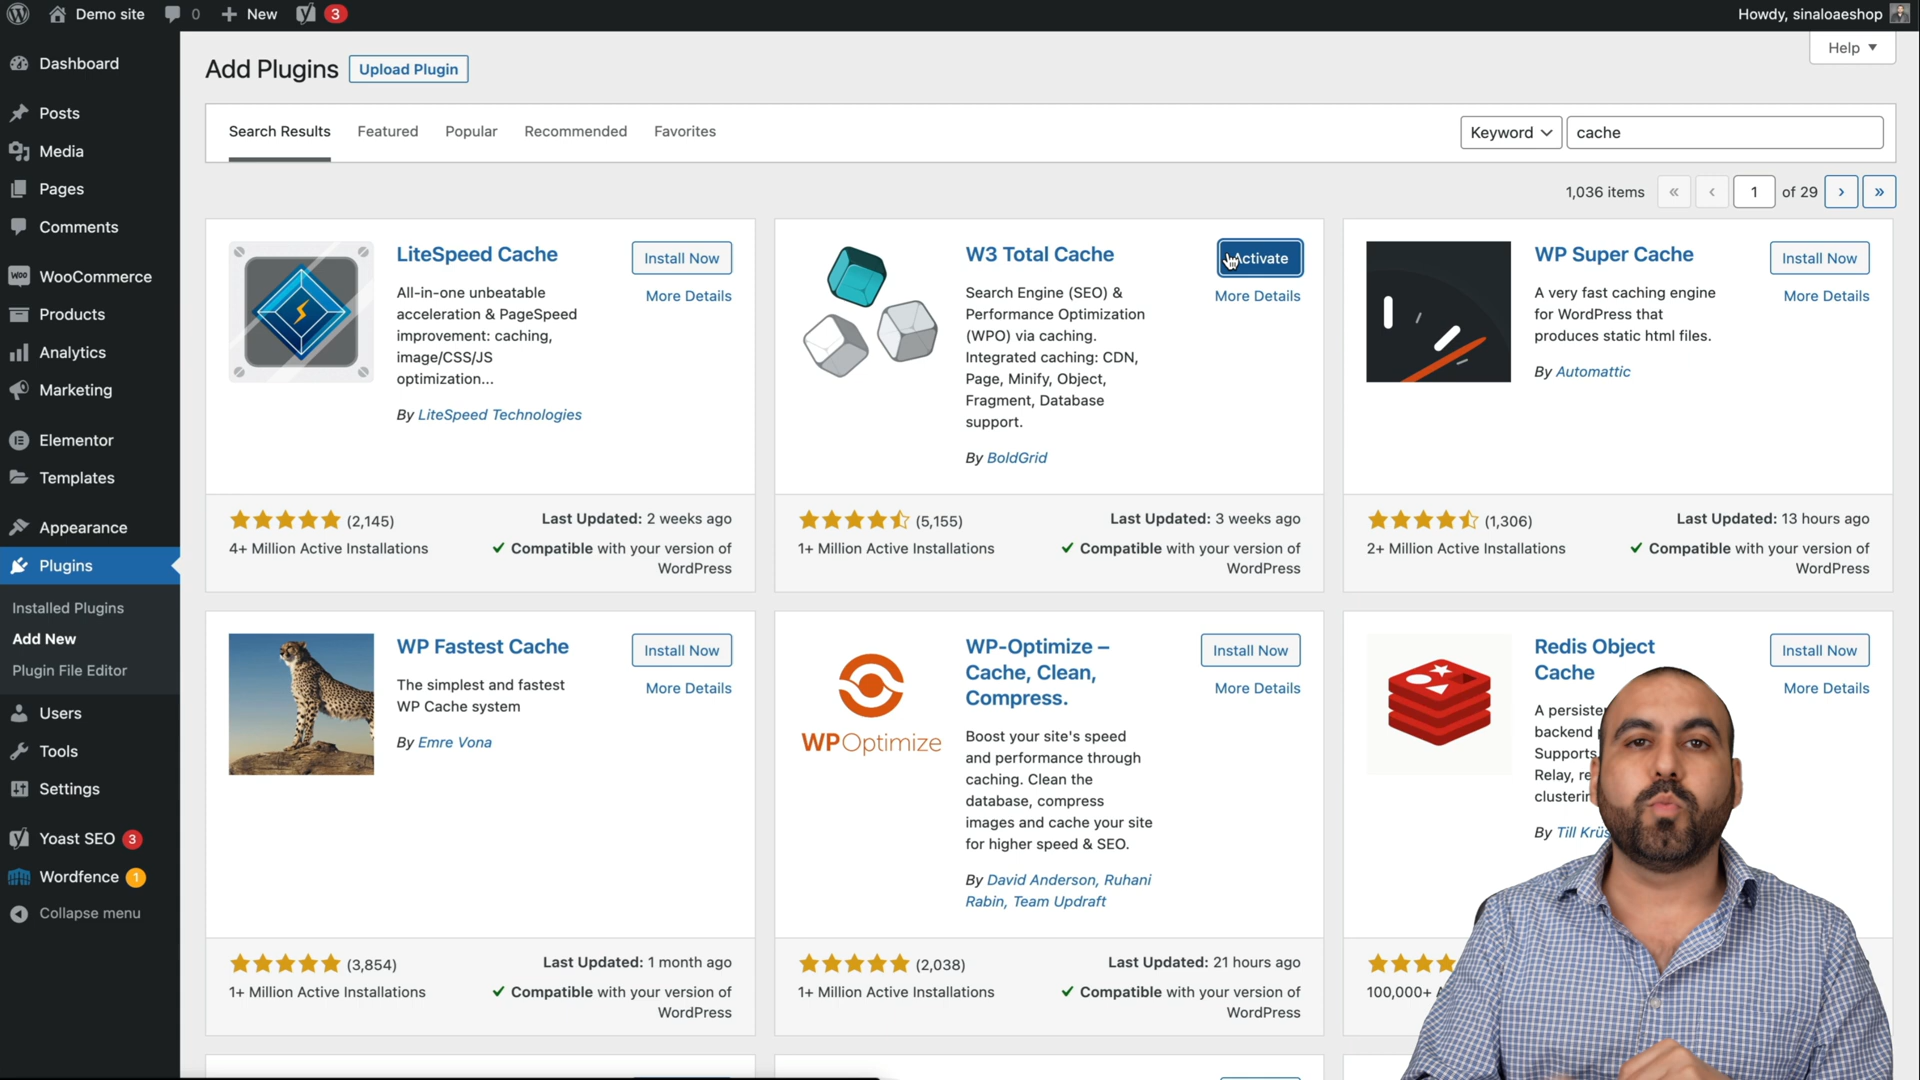 Demo site
0
New
3
Howdy, sinaloaeshop
Help
Dashboard
Posts
Media
Pages
Comments
WooCommerce
Products
Analytics
Marketing
Elementor
Templates
Appearance
Plugins
Installed Plugins
Add New
Plugin File Editor
Users
Tools
Settings
Yoast SEO 3
Wordfence 1
Collapse menu
Add Plugins
Upload Plugin
Search Results
Featured
Popular
Recommended
Favorites
Keyword
cache
1,036 items
«
‹
1
of 29
›
»
LiteSpeed Cache
Install Now
More Details
All-in-one unbeatable
acceleration & PageSpeed
improvement: caching,
image/CSS/JS
optimization...
By LiteSpeed Technologies
(2,145)
4+ Million Active Installations
Last Updated: 2 weeks ago
Compatible with your version of
WordPress
W3 Total Cache
Activate
More Details
Search Engine (SEO) &
Performance Optimization
(WPO) via caching.
Integrated caching: CDN,
Page, Minify, Object,
Fragment, Database
support.
By BoldGrid
(5,155)
1+ Million Active Installations
Last Updated: 3 weeks ago
Compatible with your version of
WordPress
WP Super Cache
Install Now
More Details
A very fast caching engine
for WordPress that
produces static html files.
By Automattic
(1,306)
2+ Million Active Installations
Last Updated: 13 hours ago
Compatible with your version of
WordPress
WP Fastest Cache
Install Now
More Details
The simplest and fastest
WP Cache system
By Emre Vona
(3,854)
1+ Million Active Installations
Last Updated: 1 month ago
Compatible with your version of
WordPress
WPOptimize
WP-Optimize –
Cache, Clean,
Compress.
Install Now
More Details
Boost your site's speed
and performance through
caching. Clean the
database, compress
images and cache your site
for higher speed & SEO.
By David Anderson, Ruhani
Rabin, Team Updraft
(2,038)
1+ Million Active Installations
Last Updated: 21 hours ago
Compatible with your version of
WordPress
Redis Object
Cache
Install Now
More Details
A
backend
Supports
Relay,
By Till
100,000+